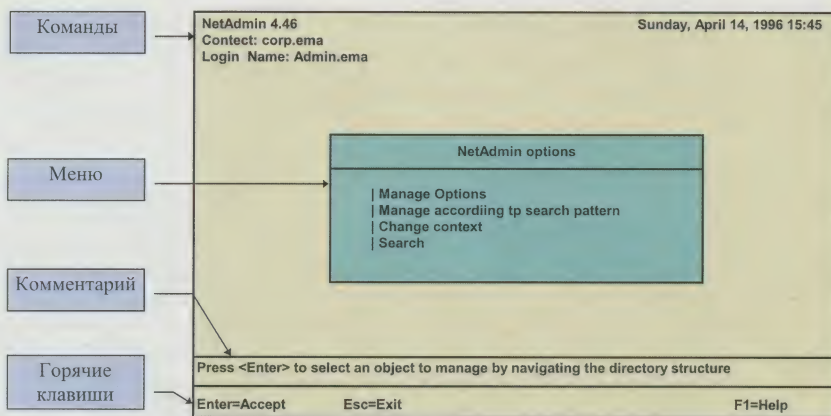 Команды
NetAdmin 4.46
Sunday, April 14, 1996 15:45
Contect: corp.ema
Login Name: Admin.ema
NetAdmin options
Меню
| Manage Options
| Manage accordiing tp search pattern
| Change context
| Search
Комментарий
Press <Enter> to select an object to manage by navigating the directory structure
Горячие
клавиши
Enter=Accept
Esc=Exit
F1=Help